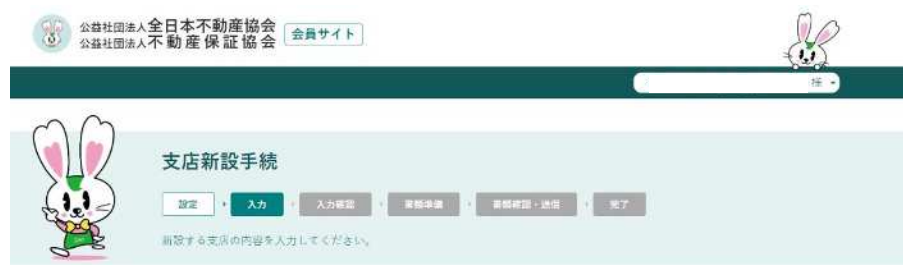 公益社団法人全日本不動産協会
公益社団法人不動産保証協会
会員サイト
様
支店新設手続
設定
入力
入力確認
書類準備
書類確認・送信
完了
新設する支店の内容を入力してください。